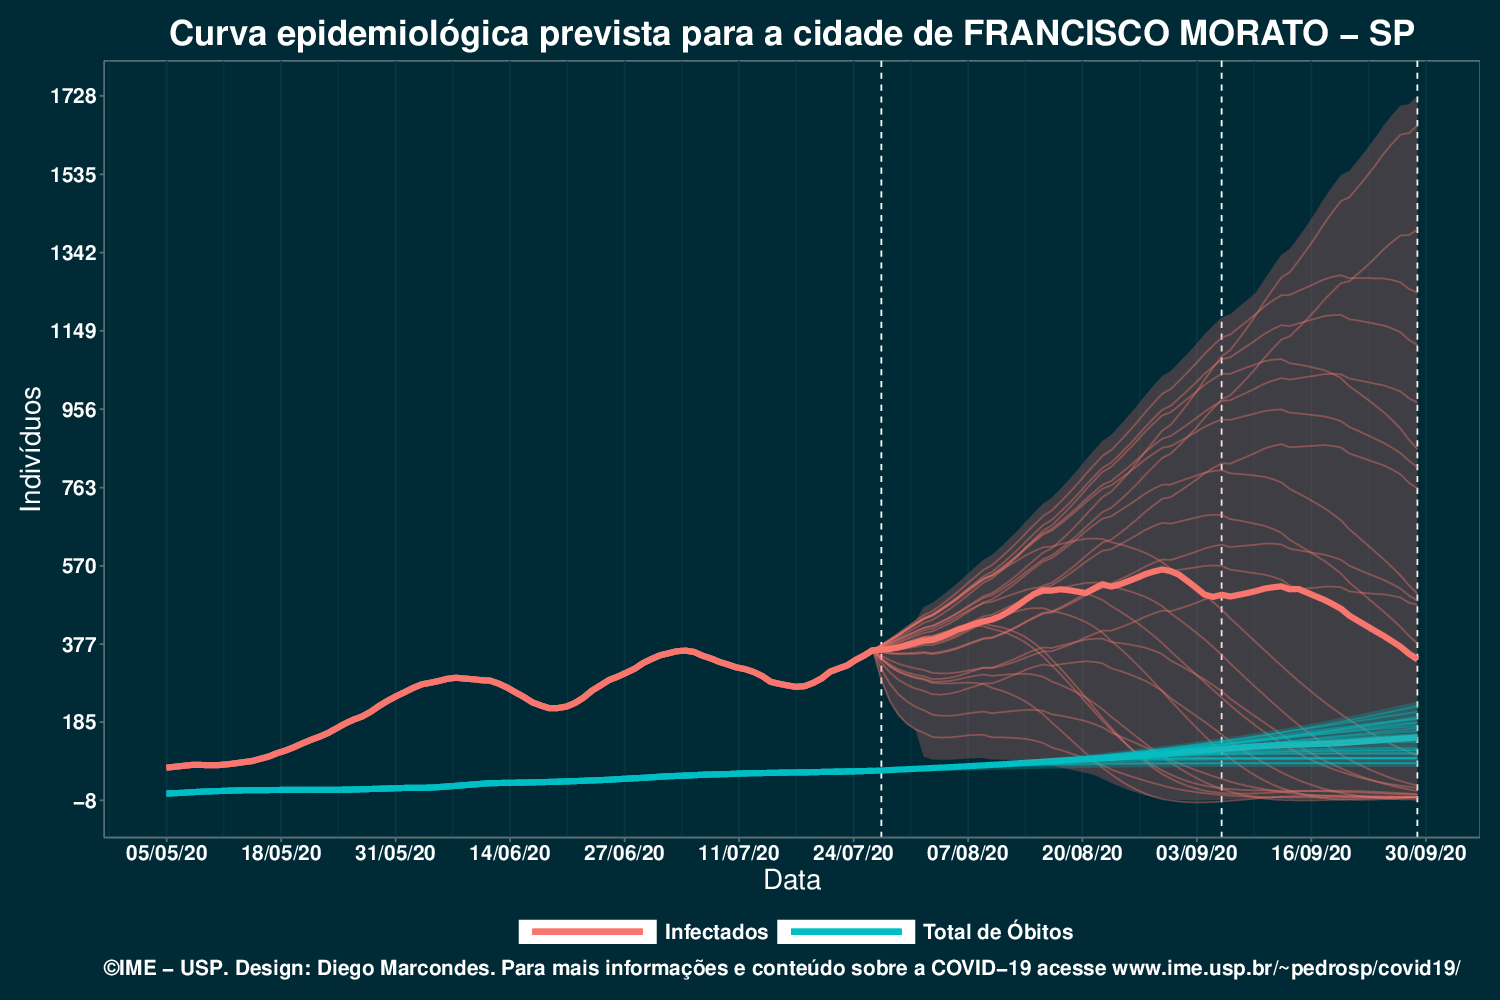 Curva epidemiológica prevista para a cidade de FRANCISCO MORATO – SP
Indivíduos
1728
1535
1342
1149
956
763
570
377
185
–8
05/05/20 18/05/20 31/05/20 14/06/20 27/06/20 11/07/20 24/07/20 07/08/20 20/08/20 03/09/20 16/09/20 30/09/20
Data
Infectados Total de Óbitos
©IME – USP. Design: Diego Marcondes. Para mais informações e conteúdo sobre a COVID–19 acesse www.ime.usp.br/~pedrosp/covid19/